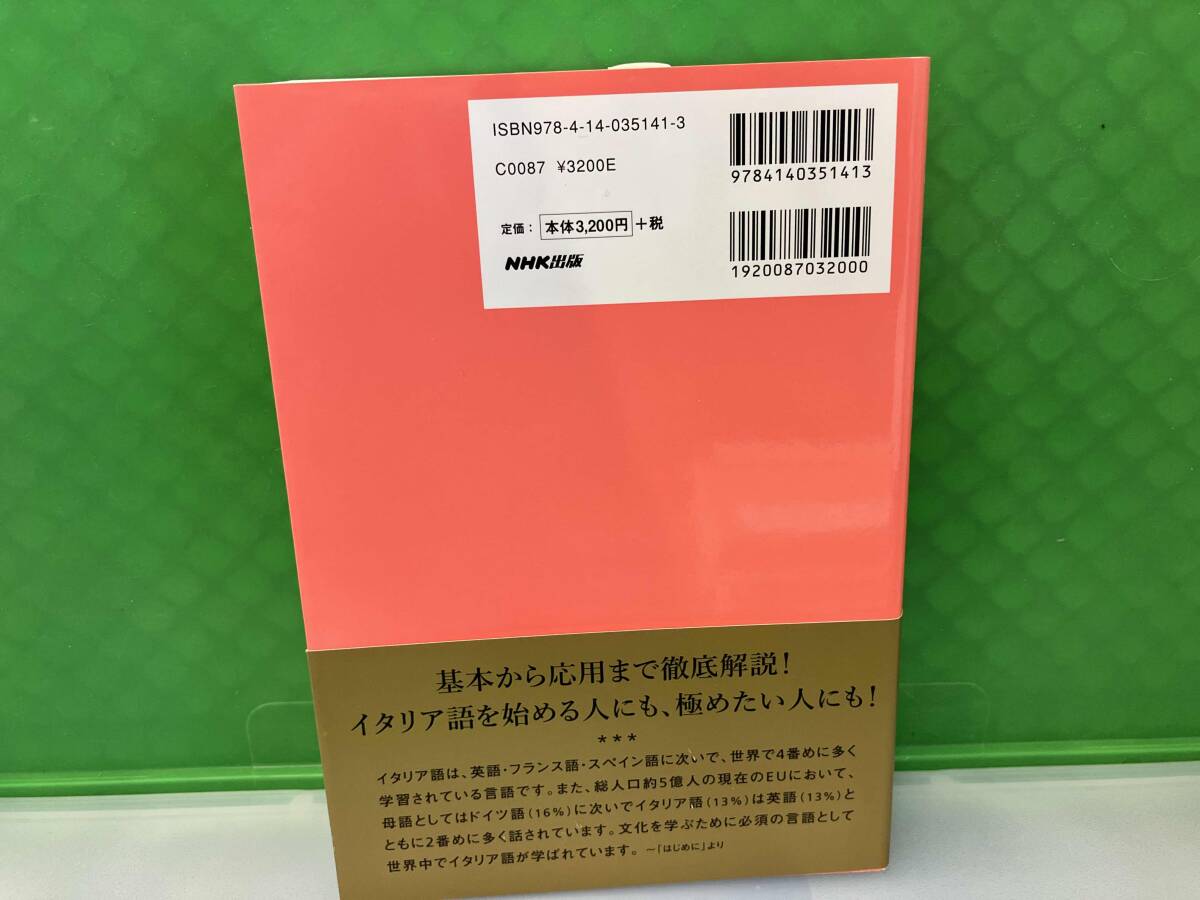 ISBN978-4-14-035141-3
C0087 ¥3200E
定価： 本体3,200円 +税
NHK出版
9784140351413
1920087032000
基本から応用まで徹底解説！
イタリア語を始める人にも、極めたい人にも！
***
イタリア語は、英語・フランス語・スペイン語に次いで、世界で4番めに多く
学習されている言語です。また、総人口約5億人の現在のEUにおいて、
母語としてはドイツ語（16%）に次いでイタリア語（13%）は英語（13%）と
ともに2番めに多く話されています。文化を学ぶために必須の言語として
世界中でイタリア語が学ばれています。 ～「はじめに」より